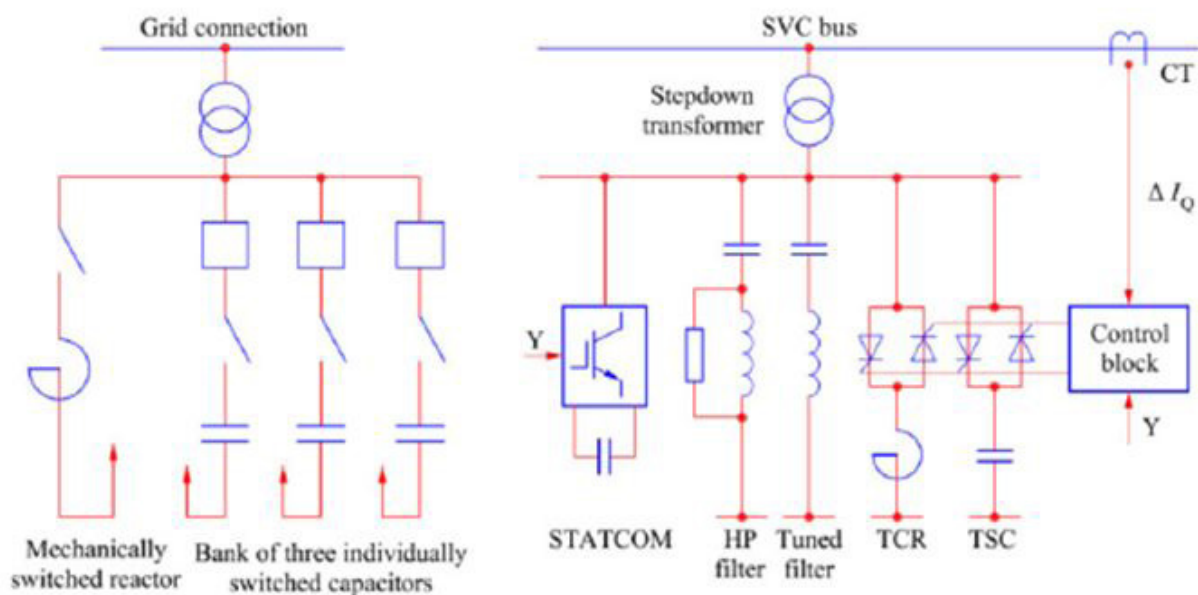 Grid connection
SVC bus
CT
Stepdown
transformer
Δ I_Q
Y
Control
block
Y
STATCOM
HP
filter
Tuned
filter
TCR
TSC
Mechanically
switched reactor
Bank of three individually
switched capacitors